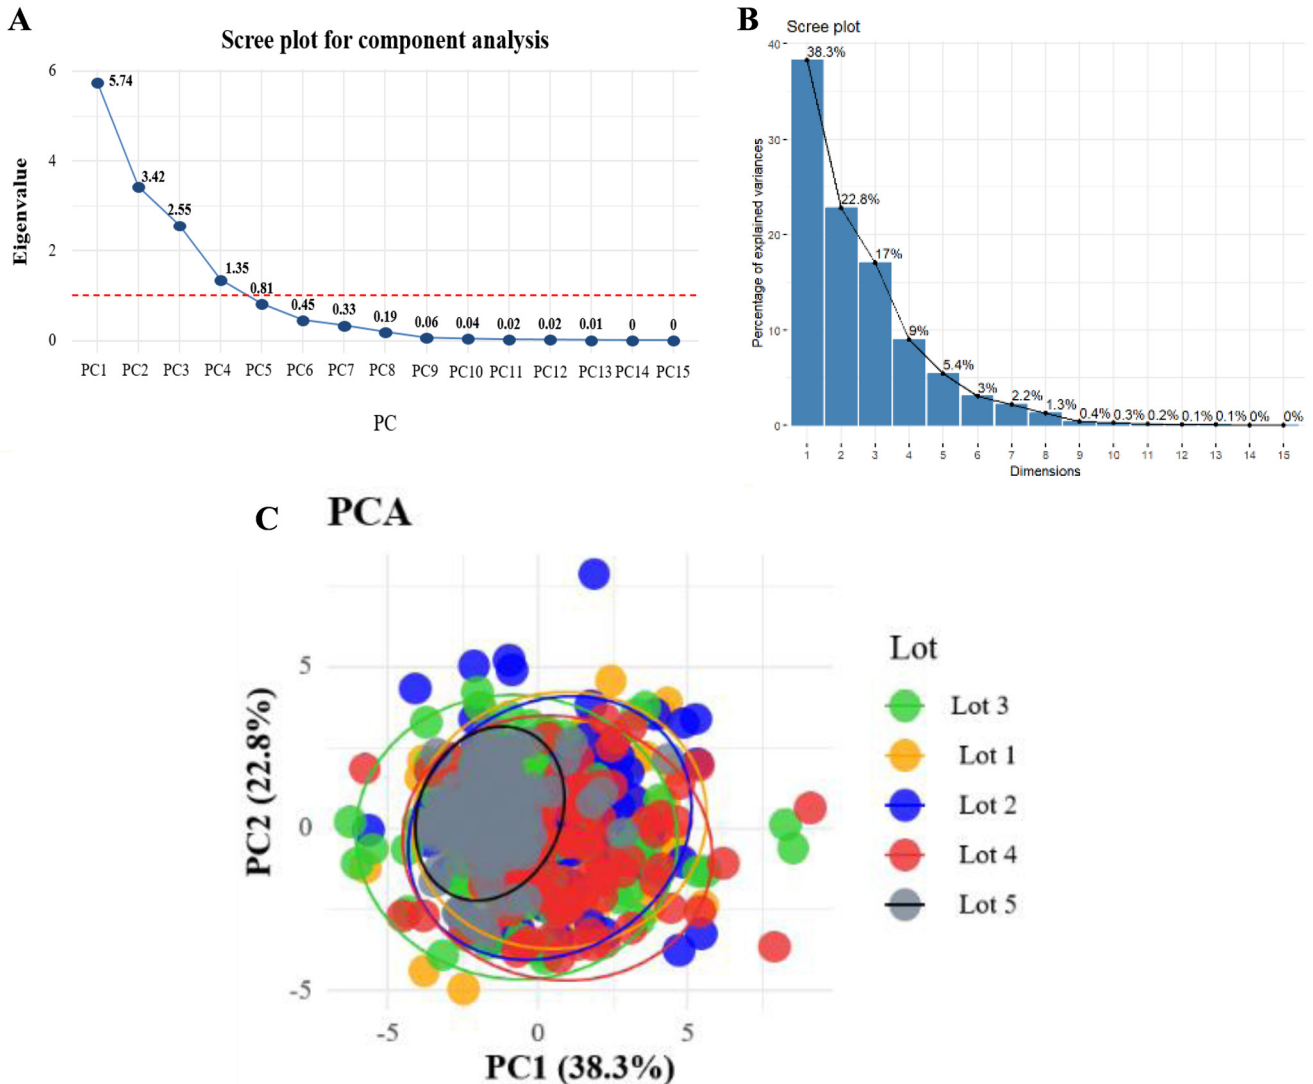 A
Scree plot for component analysis
Eigenvalue
6
4
2
0
5.74
3.42
2.55
1.35
0.81
0.45
0.33
0.19
0.06
0.04
0.02
0.02
0.01
0
0
PC1 PC2 PC3 PC4 PC5 PC6 PC7 PC8 PC9 PC10 PC11 PC12 PC13 PC14 PC15
PC
B
Scree plot
Percentage of explained variances
40
30
20
10
0
38.3%
22.8%
17%
9%
5.4%
3%
2.2%
1.3%
0.4%
0.3%
0.2%
0.1%
0.1%
0%
0%
1 2 3 4 5 6 7 8 9 10 11 12 13 14 15
Dimensions
C
PCA
PC2 (22.8%)
5
0
-5
-5 0 5
PC1 (38.3%)
Lot
Lot 3
Lot 1
Lot 2
Lot 4
Lot 5